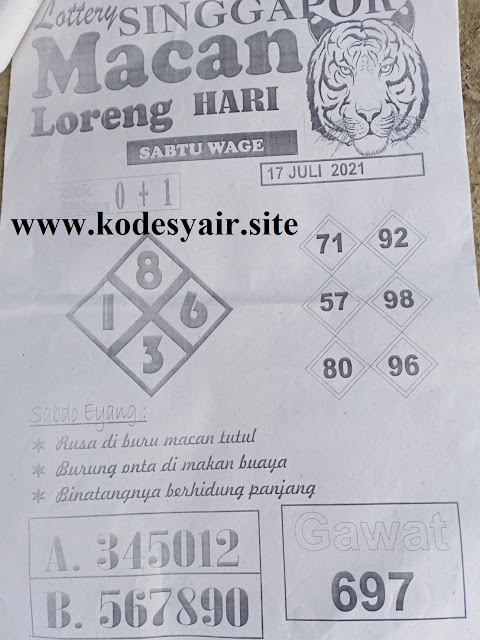 Lottery SINGGAPOR
Macan
Loreng HARI
SABTU WAGE
17 JULI 2021
0 + 1
www.kodesyair.site
8
1 6
3
71 92
57 98
80 96
Sabdo Eyang :
Rusa di buru macan tutul
Burung onta di makan buaya
Binatangnya berhidung panjang
A. 345012
B. 567890
Gawat
697